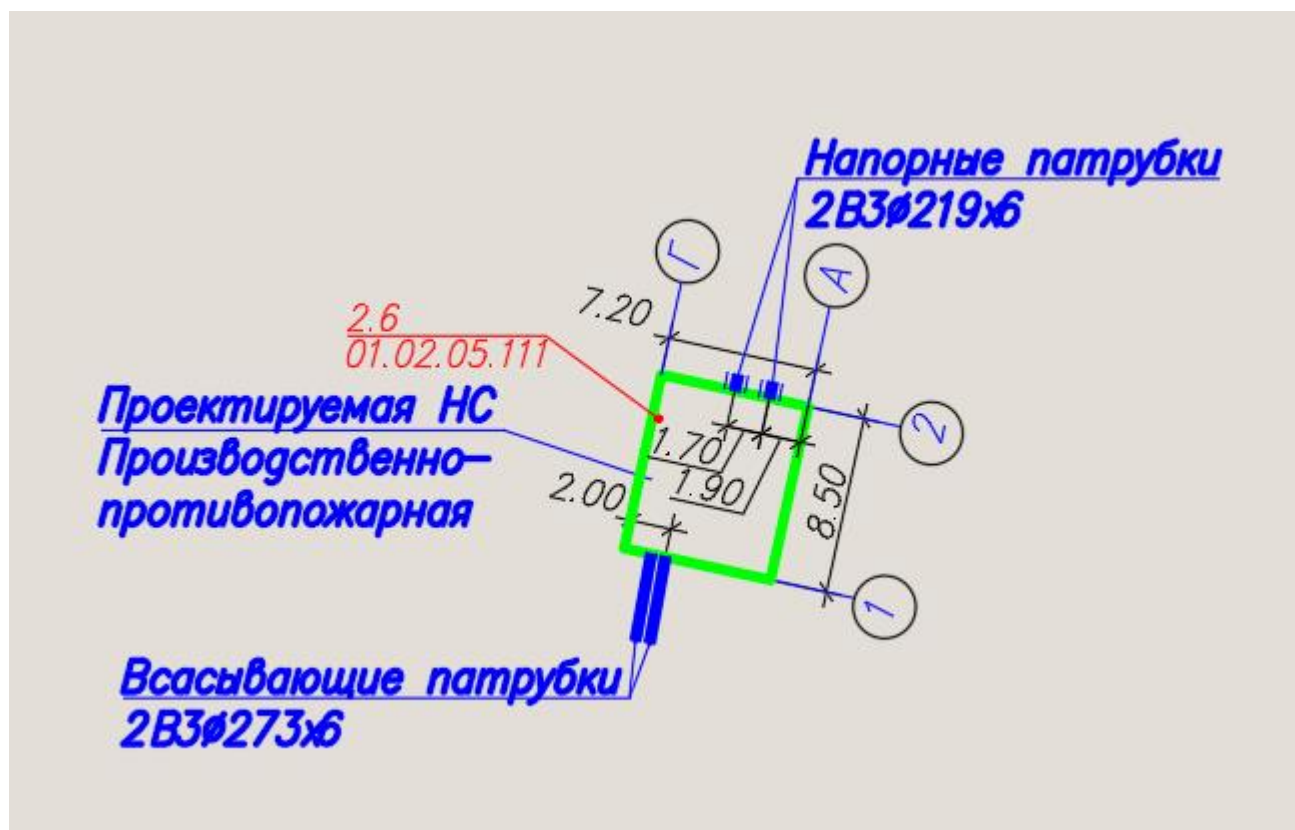 Напорные патрубки
2В3ø219х6
Г
А
7.20
2.6
01.02.05.111
Проектируемая НС
Производственно-
противопожарная
2
1.70
1.90
2.00
8.50
1
Всасывающие патрубки
2В3ø273х6